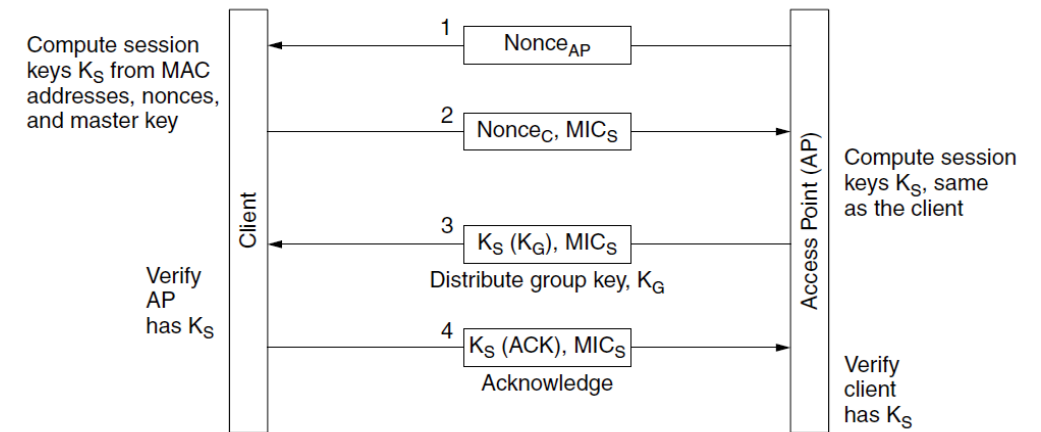 1
Nonce_AP
Compute session
keys K_S from MAC
addresses, nonces,
and master key
2
Nonce_C, MIC_S
Compute session
keys K_S, same
as the client
Client
Access Point (AP)
3
K_S (K_G), MIC_S
Distribute group key, K_G
Verify
AP
has K_S
4
K_S (ACK), MIC_S
Acknowledge
Verify
client
has K_S